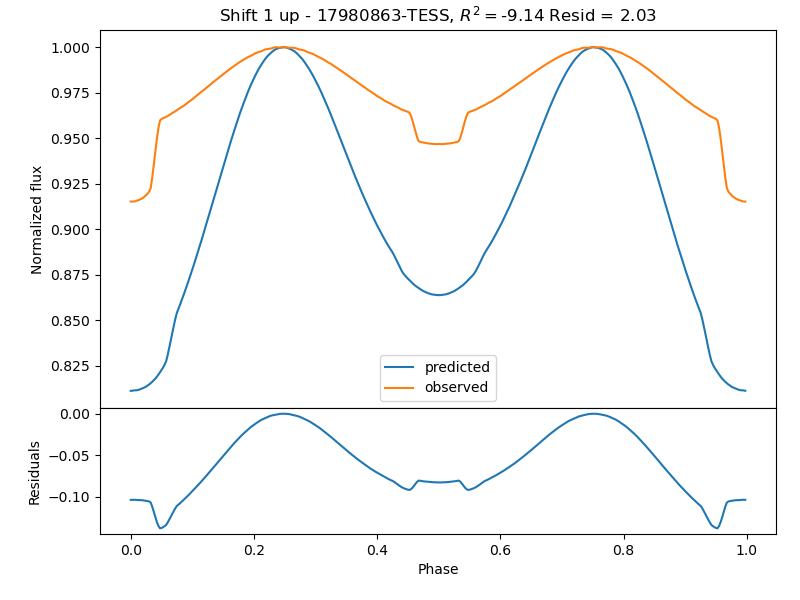 Shift 1 up - 17980863-TESS, R² = -9.14 Resid = 2.03
1.000
0.975
0.950
0.925
0.900
0.875
0.850
0.825
Normalized flux
predicted
observed
0.00
−0.05
−0.10
Residuals
0.0 0.2 0.4 0.6 0.8 1.0
Phase